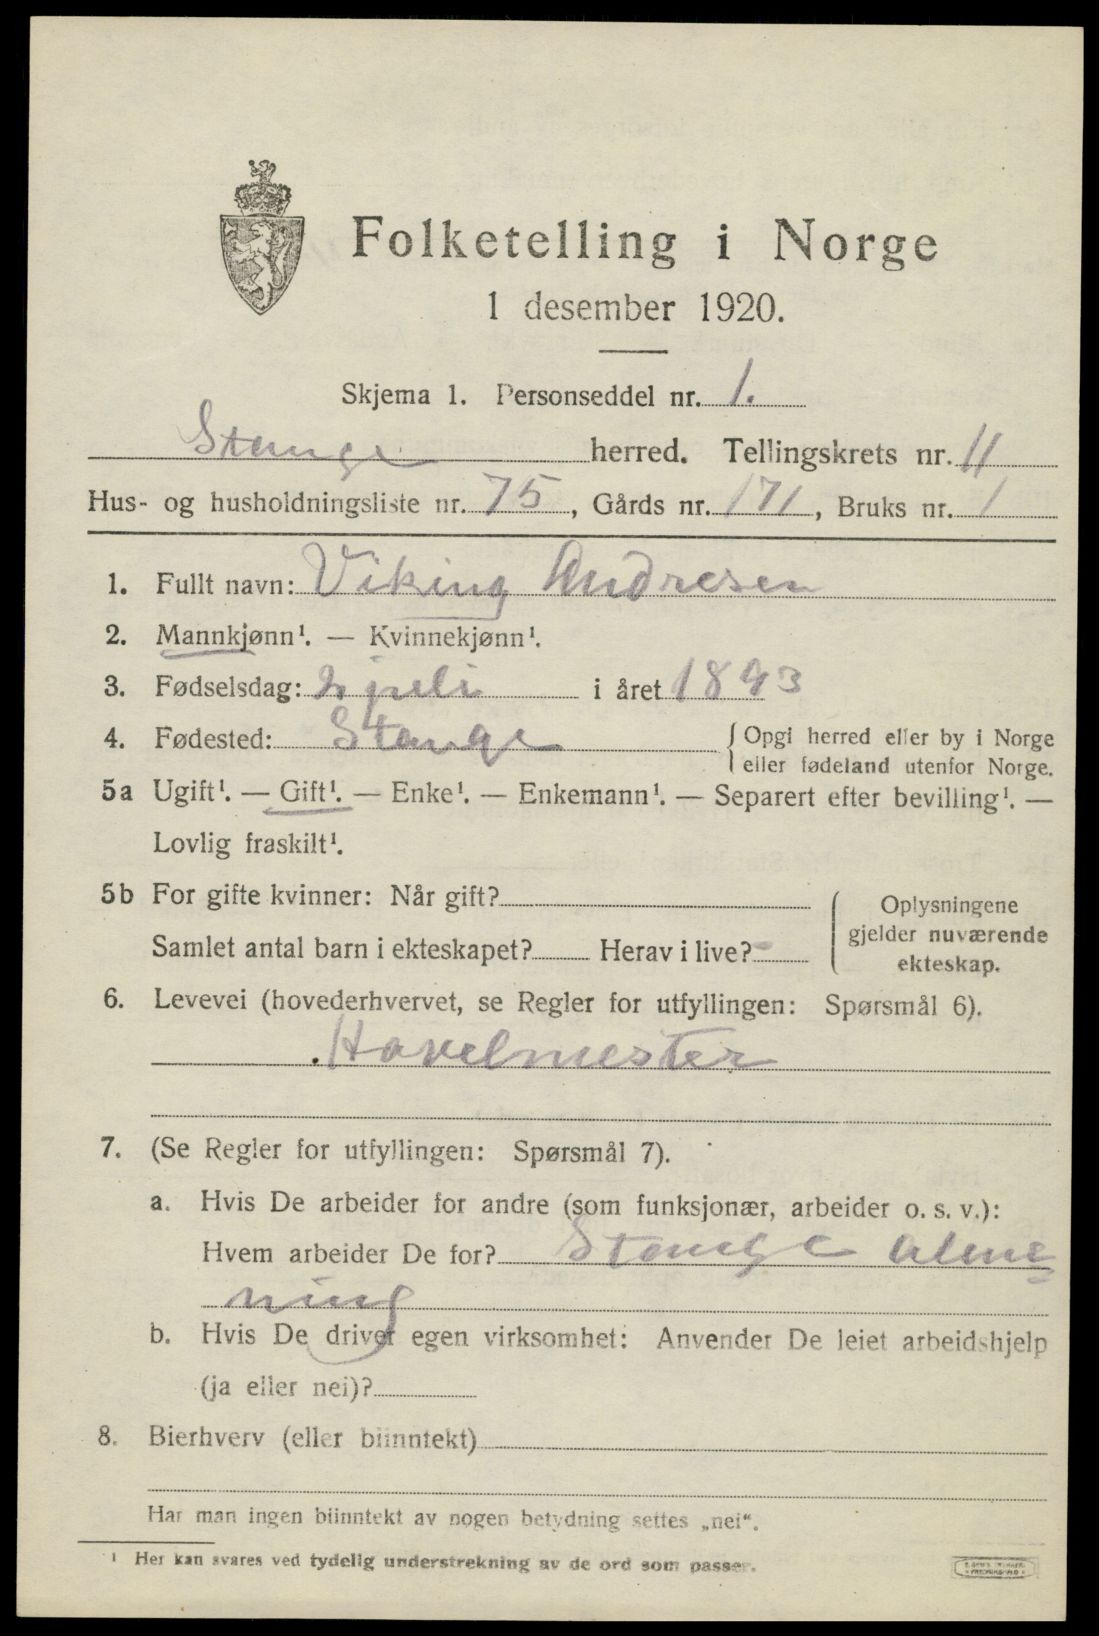 Folketelling i Norge
1 desember 1920.
Skjema 1. Personseddel nr. 1.
Stange herred. Tellingskrets nr. 11
Hus- og husholdningsliste nr. 75, Gårds nr. 171, Bruks nr. 1
1. Fullt navn: Viking Andresen
2. Mannkjønn¹. — Kvinnekjønn¹.
3. Fødselsdag: juli i året 1893
4. Fødested: Stange { Opgi herred eller by i Norge
eller fødeland utenfor Norge.
5a Ugift¹. — Gift¹. — Enke¹. — Enkemann¹. — Separert efter bevilling¹. —
Lovlig fraskilt¹.
5b For gifte kvinner: Når gift?
Samlet antal barn i ekteskapet? Herav i live?
{ Oplysningene
gjelder nuværende
ekteskap.
6. Levevei (hovederhvervet, se Regler for utfyllingen: Spørsmål 6).
Høvelmester
7. (Se Regler for utfyllingen: Spørsmål 7).
a. Hvis De arbeider for andre (som funksjonær, arbeider o. s. v.):
Hvem arbeider De for? Stange Alme
ning
b. Hvis De driver egen virksomhet: Anvender De leiet arbeidshjelp
(ja eller nei)?
8. Bierhverv (eller biinntekt)
Har man ingen biinntekt av nogen betydning settes „nei“.
¹ Her kan svares ved tydelig understrekning av de ord som passer.